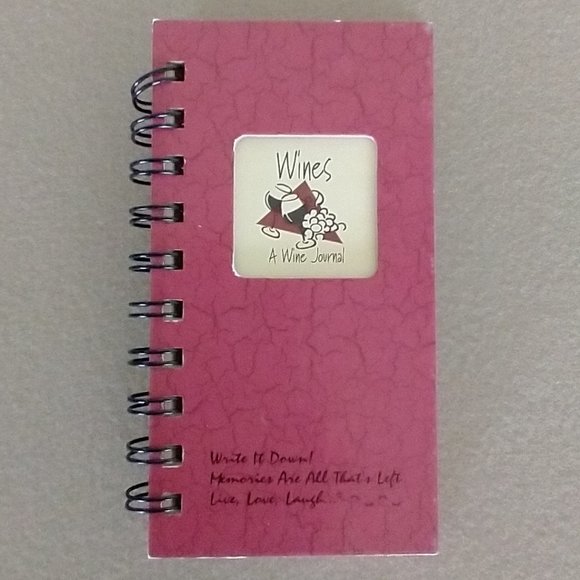 Wines
A Wine Journal
Write It Down!
Memories Are All That's Left
Live, Love, Laugh...